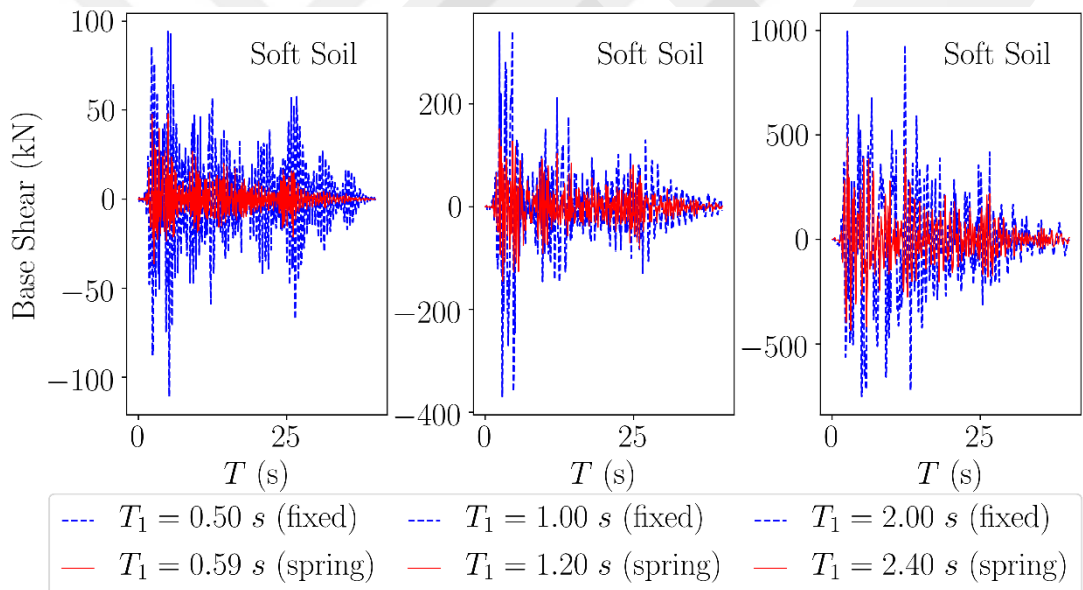 Base Shear (kN)
100
50
0
−50
−100
Soft Soil
0
25
T (s)
200
0
−200
−400
Soft Soil
0
25
T (s)
1000
500
0
−500
Soft Soil
0
25
T (s)
T₁ = 0.50 s (fixed)
T₁ = 0.59 s (spring)
T₁ = 1.00 s (fixed)
T₁ = 1.20 s (spring)
T₁ = 2.00 s (fixed)
T₁ = 2.40 s (spring)